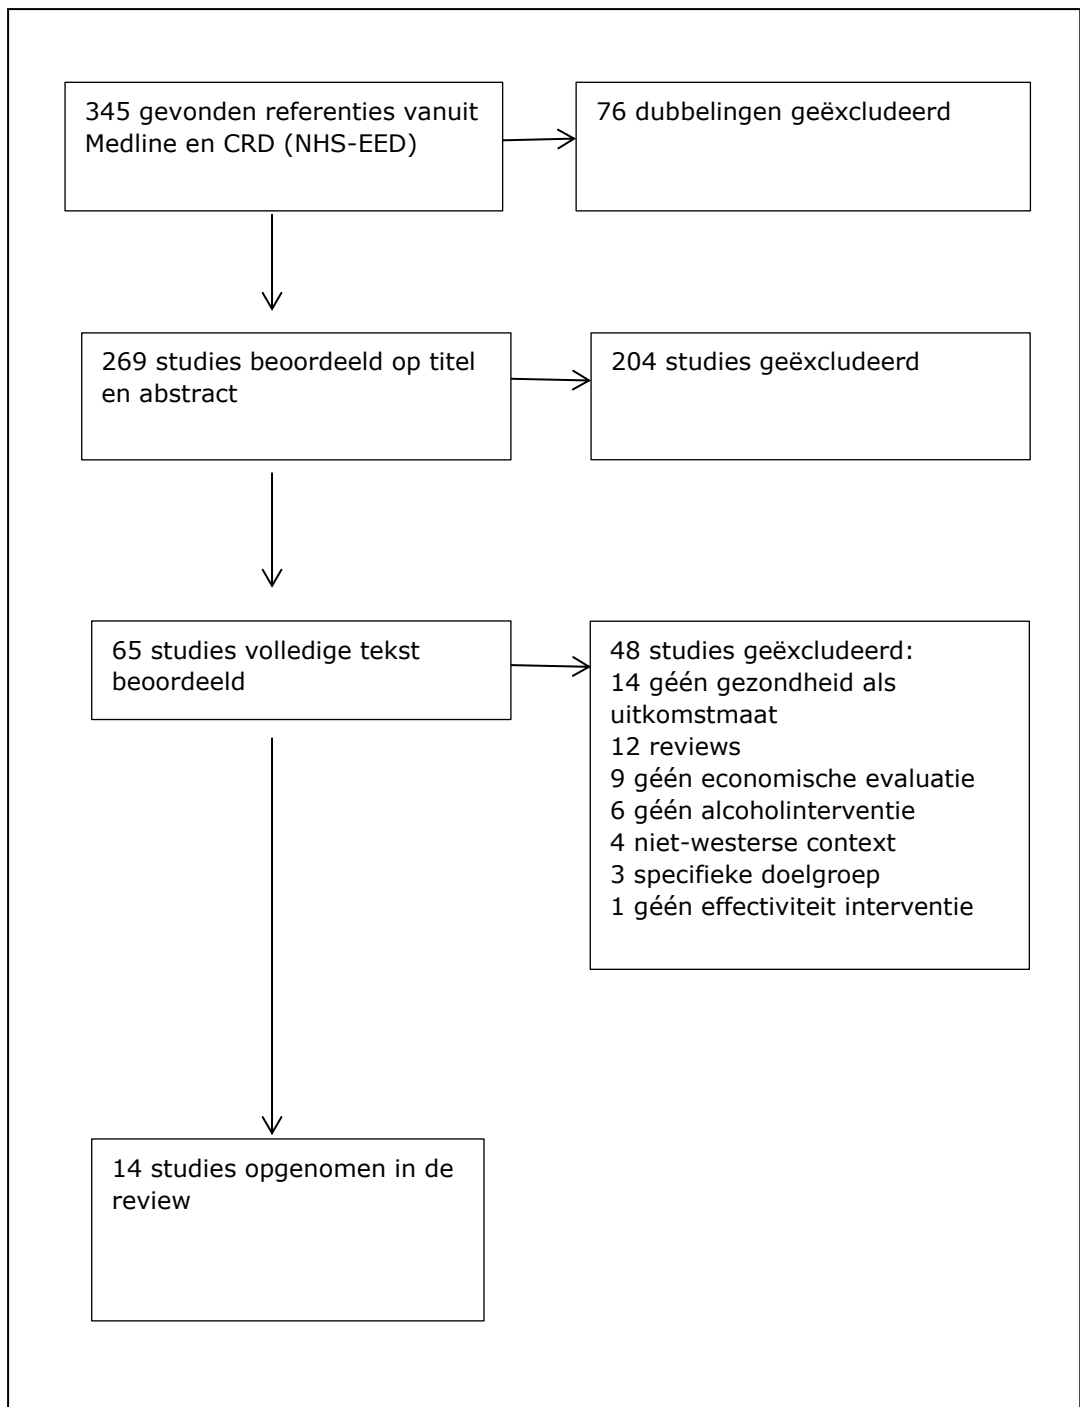 345 gevonden referenties vanuit
Medline en CRD (NHS-EED)
76 dubbelingen geëxcludeerd
269 studies beoordeeld op titel
en abstract
204 studies geëxcludeerd
65 studies volledige tekst
beoordeeld
48 studies geëxcludeerd:
14 géén gezondheid als
uitkomstmaat
12 reviews
9 géén economische evaluatie
6 géén alcoholinterventie
4 niet-westerse context
3 specifieke doelgroep
1 géén effectiviteit interventie
14 studies opgenomen in de
review